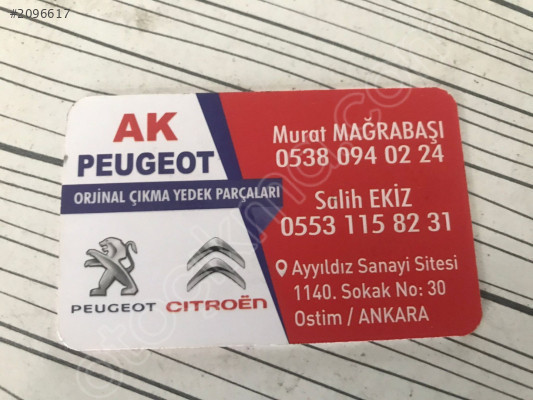 #2096617
AK
PEUGEOT
ORJİNAL ÇIKMA YEDEK PARÇALARI
PEUGEOT CITROËN
Murat MAĞRABAŞI
0538 094 02 24
Salih EKİZ
0553 115 82 31
Ayyıldız Sanayi Sitesi
1140. Sokak No: 30
Ostim / ANKARA